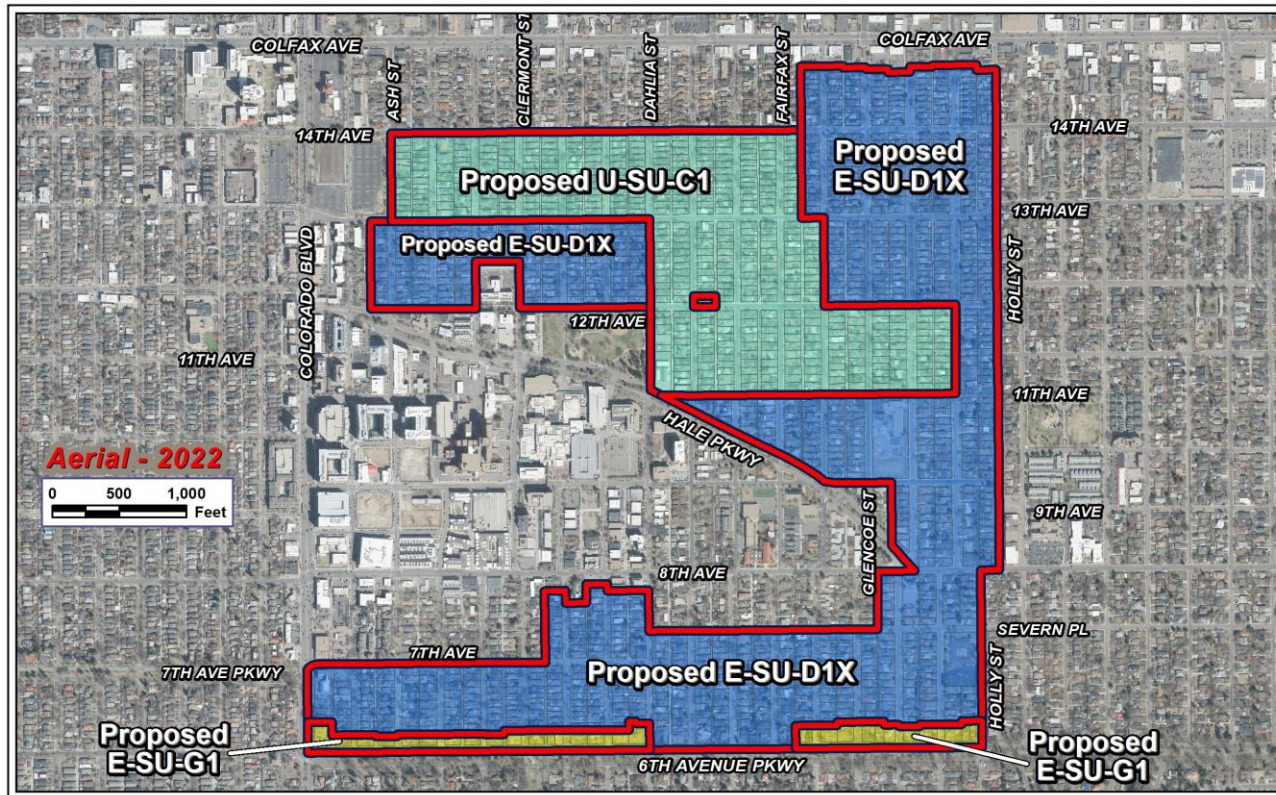 COLFAX AVE
COLFAX AVE
ASH ST
CLERMONT ST
DAHLIA ST
FAIRFAX ST
14TH AVE
14TH AVE
Proposed
E-SU-D1X
Proposed U-SU-C1
13TH AVE
Proposed E-SU-D1X
COLORADO BLVD
HOLLY ST
12TH AVE
11TH AVE
11TH AVE
HALE PKWY
Aerial - 2022
0 500 1,000
Feet
GLENCOE ST
9TH AVE
8TH AVE
SEVERN PL
7TH AVE
7TH AVE PKWY
Proposed E-SU-D1X
HOLLY ST
Proposed
E-SU-G1
6TH AVENUE PKWY
Proposed
E-SU-G1